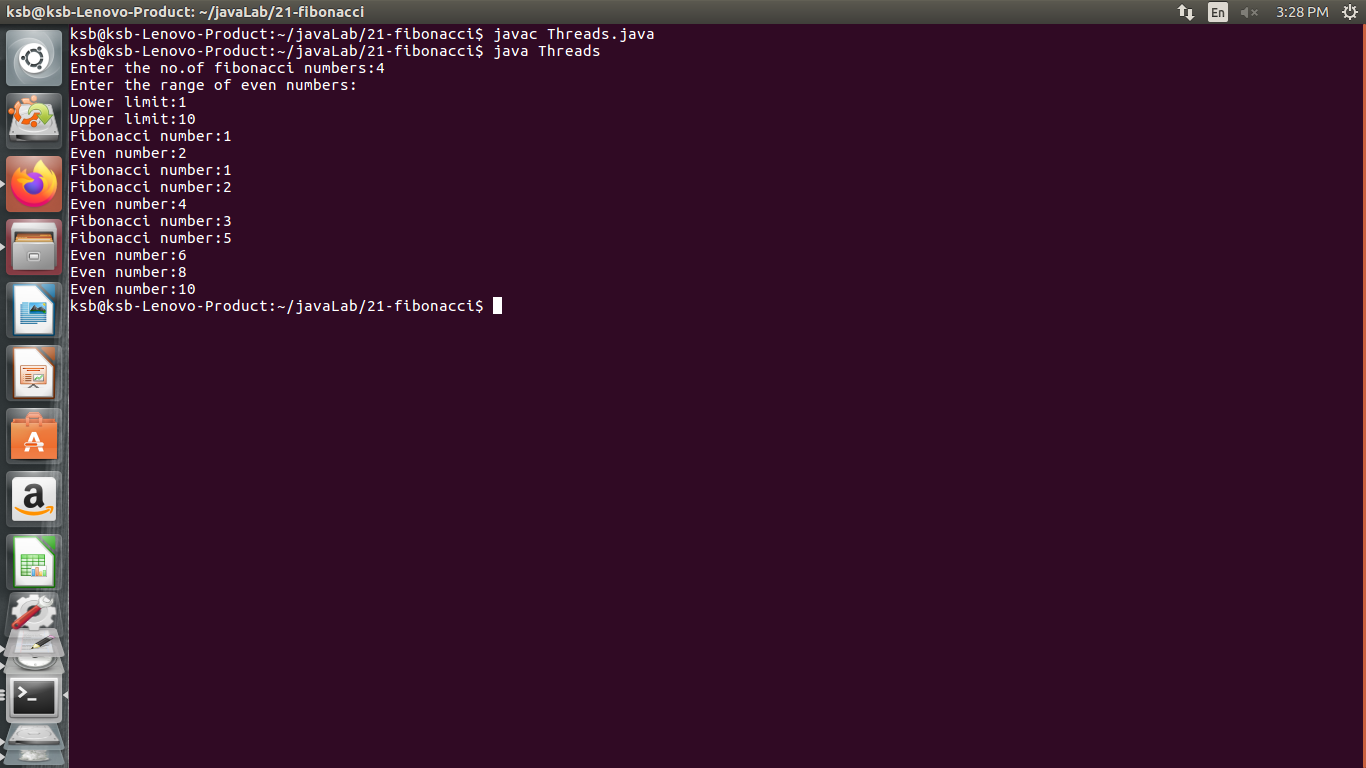 ksb@ksb-Lenovo-Product: ~/javaLab/21-fibonacci
En
3:28 PM
ksb@ksb-Lenovo-Product:~/javaLab/21-fibonacci$ javac Threads.java
ksb@ksb-Lenovo-Product:~/javaLab/21-fibonacci$ java Threads
Enter the no.of fibonacci numbers:4
Enter the range of even numbers:
Lower limit:1
Upper limit:10
Fibonacci number:1
Even number:2
Fibonacci number:1
Fibonacci number:2
Even number:4
Fibonacci number:3
Fibonacci number:5
Even number:6
Even number:8
Even number:10
ksb@ksb-Lenovo-Product:~/javaLab/21-fibonacci$